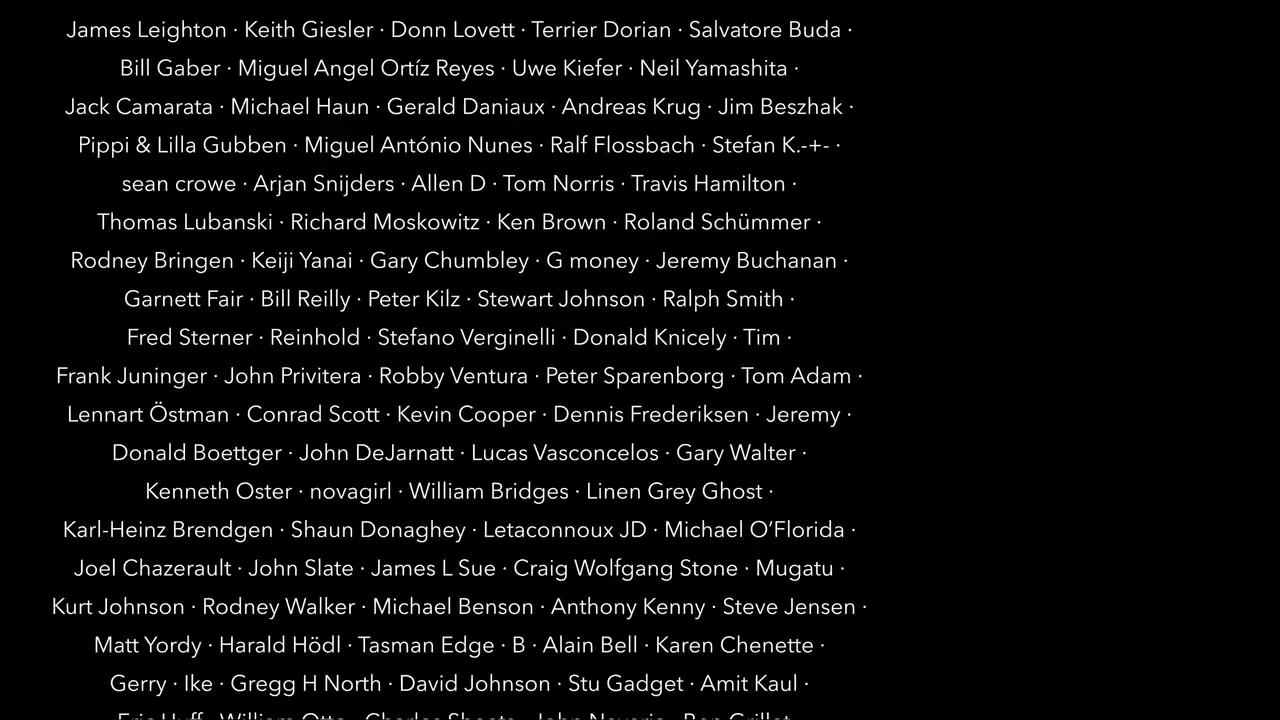 James Leighton · Keith Giesler · Donn Lovett · Terrier Dorian · Salvatore Buda ·
Bill Gaber · Miguel Angel Ortíz Reyes · Uwe Kiefer · Neil Yamashita ·
Jack Camarata · Michael Haun · Gerald Daniaux · Andreas Krug · Jim Beszhak ·
Pippi & Lilla Gubben · Miguel António Nunes · Ralf Flossbach · Stefan K.-+- ·
sean crowe · Arjan Snijders · Allen D · Tom Norris · Travis Hamilton ·
Thomas Lubanski · Richard Moskowitz · Ken Brown · Roland Schümmer ·
Rodney Bringen · Keiji Yanai · Gary Chumbley · G money · Jeremy Buchanan ·
Garnett Fair · Bill Reilly · Peter Kilz · Stewart Johnson · Ralph Smith ·
Fred Sterner · Reinhold · Stefano Verginelli · Donald Knicely · Tim ·
Frank Juninger · John Privitera · Robby Ventura · Peter Sparenborg · Tom Adam ·
Lennart Östman · Conrad Scott · Kevin Cooper · Dennis Frederiksen · Jeremy ·
Donald Boettger · John DeJarnatt · Lucas Vasconcelos · Gary Walter ·
Kenneth Oster · novagirl · William Bridges · Linen Grey Ghost ·
Karl-Heinz Brendgen · Shaun Donaghey · Letaconnoux JD · Michael O’Florida ·
Joel Chazerault · John Slate · James L Sue · Craig Wolfgang Stone · Mugatu ·
Kurt Johnson · Rodney Walker · Michael Benson · Anthony Kenny · Steve Jensen ·
Matt Yordy · Harald Hödl · Tasman Edge · B · Alain Bell · Karen Chenette ·
Gerry · Ike · Gregg H North · David Johnson · Stu Gadget · Amit Kaul ·